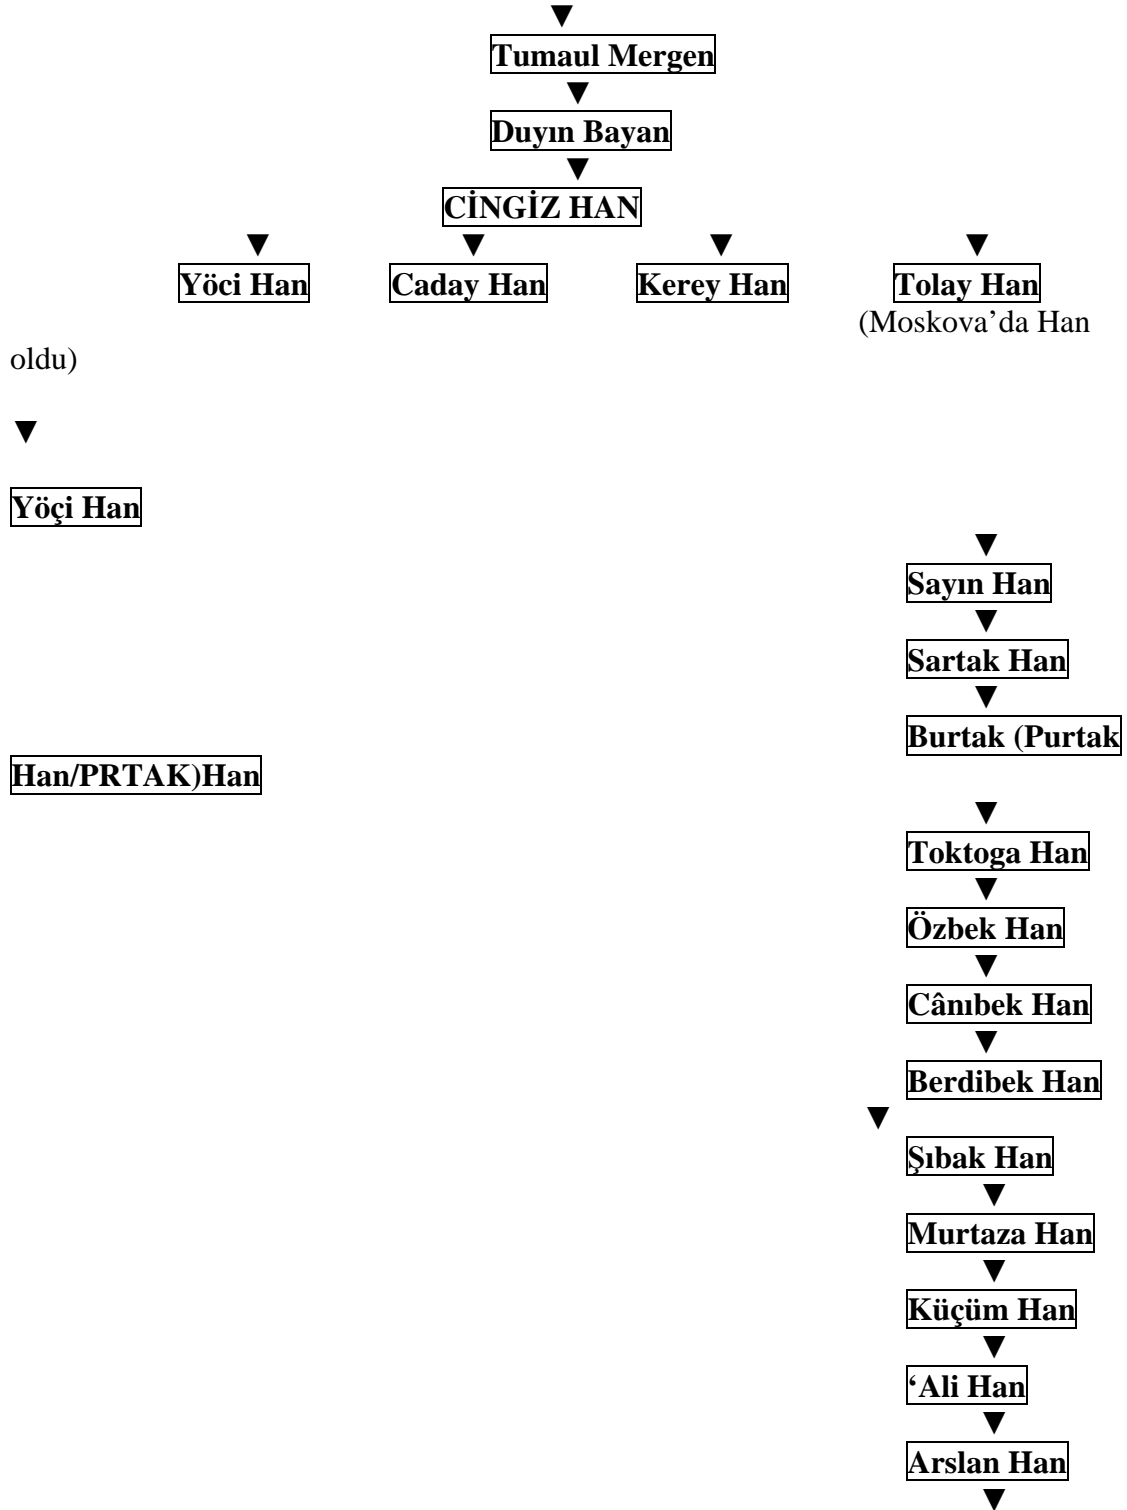 ▼
Tumaul Mergen
▼
Duyın Bayan
▼
CİNGİZ HAN
▼ ▼ ▼ ▼
Yöci Han Caday Han Kerey Han Tolay Han
(Moskova’da Han
oldu)
▼
Yöçi Han
▼
Sayın Han
▼
Sartak Han
▼
Burtak (Purtak
Han/PRTAK)Han
▼
Toktoga Han
▼
Özbek Han
▼
Cânıbek Han
▼
Berdibek Han
▼
Şıbak Han
▼
Murtaza Han
▼
Küçüm Han
▼
‘Ali Han
▼
Arslan Han
▼